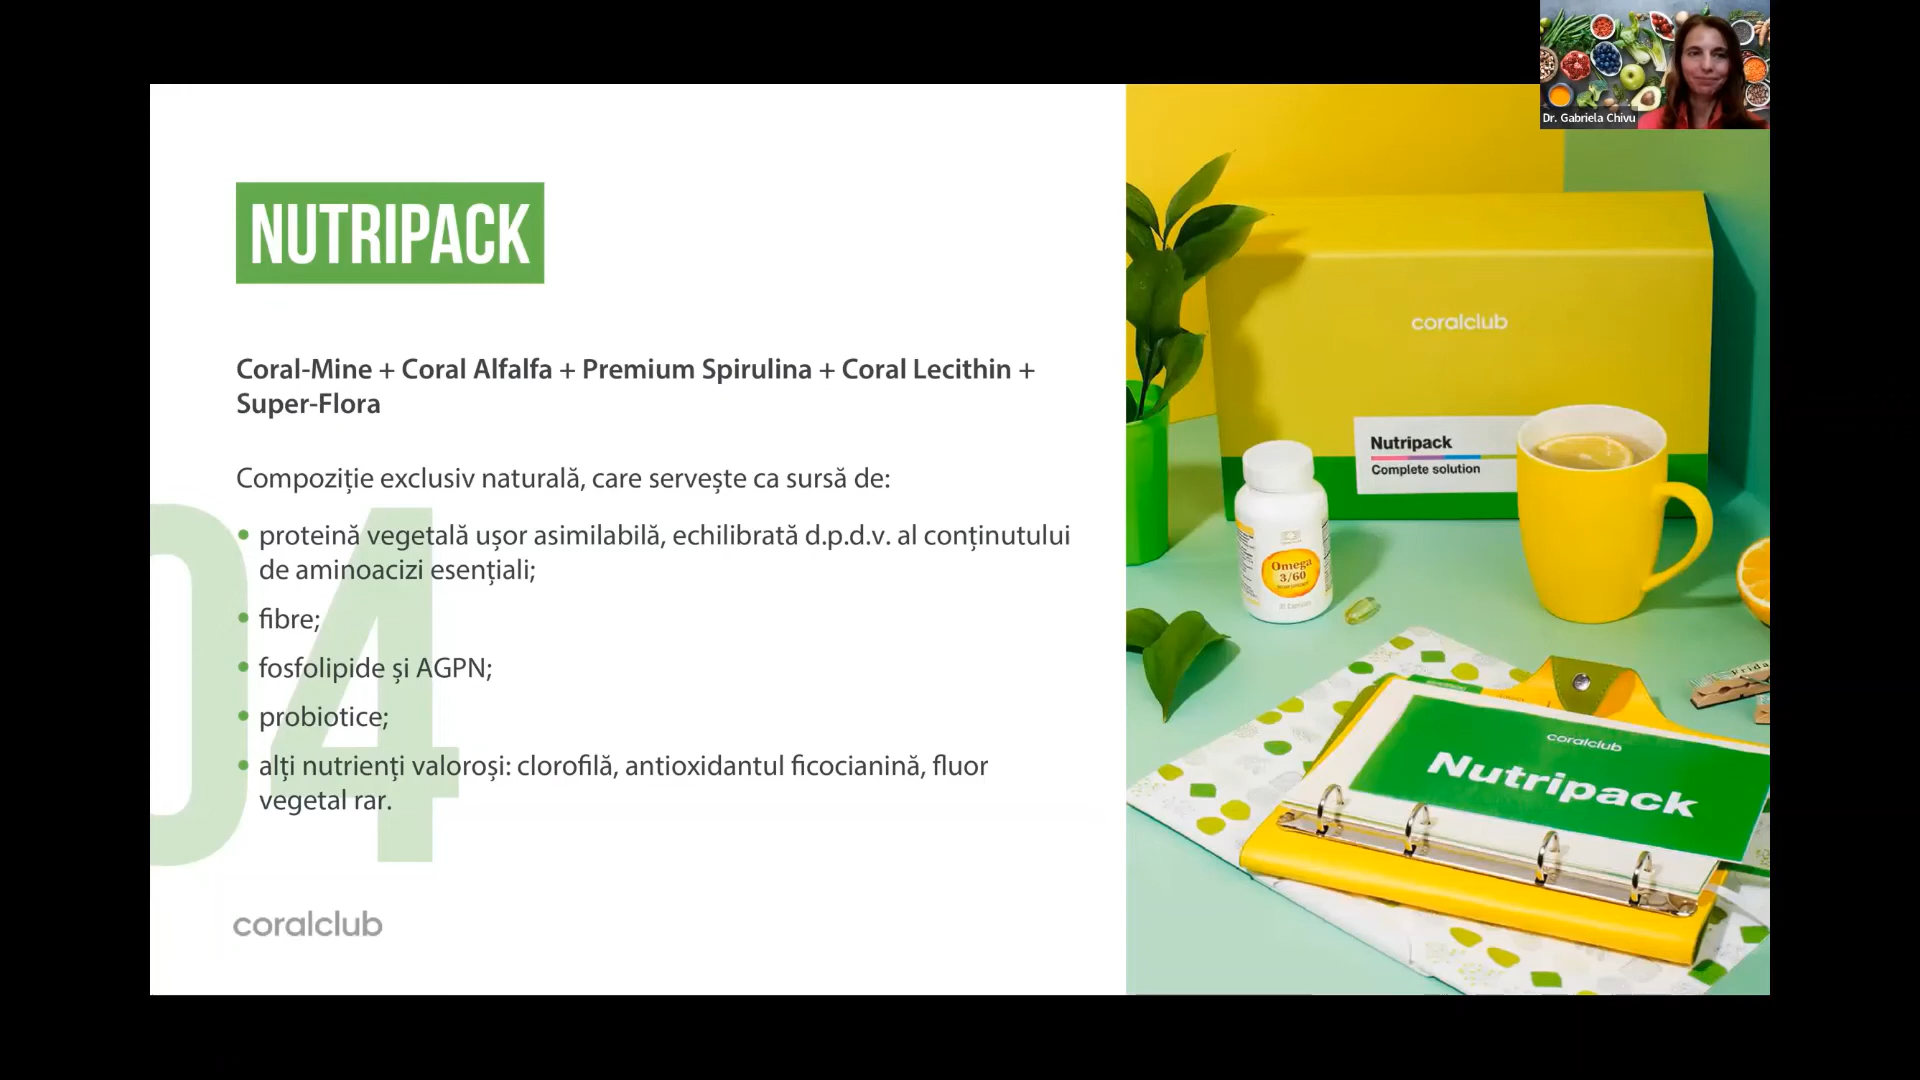 Dr. Gabriela Chivu
NUTRIPACK
Coral-Mine + Coral Alfalfa + Premium Spirulina + Coral Lecithin +
Super-Flora
Compoziție exclusiv naturală, care servește ca sursă de:
• proteină vegetală ușor asimilabilă, echilibrată d.p.d.v. al conținutului
de aminoacizi esențiali;
• fibre;
• fosfolipide și AGPN;
• probiotice;
• alți nutrienți valoroși: clorofilă, antioxidantul ficocianină, fluor
vegetal rar.
04
coralclub
coralclub
Nutripack
Complete solution
Omega
3/60
coralclub
Nutripack